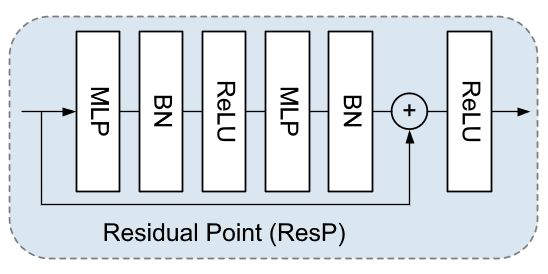 MLP
BN
ReLU
MLP
BN
+
ReLU
Residual Point (ResP)